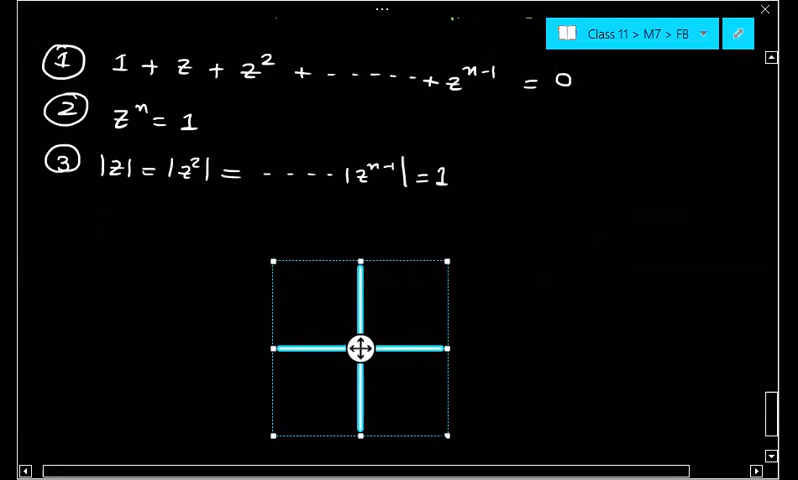 Class 11 > M7 > FB
① 1 + z + z² + ------ + zⁿ⁻¹ = 0
② zⁿ = 1
③ |z| = |z²| = ----- |zⁿ⁻¹| = 1